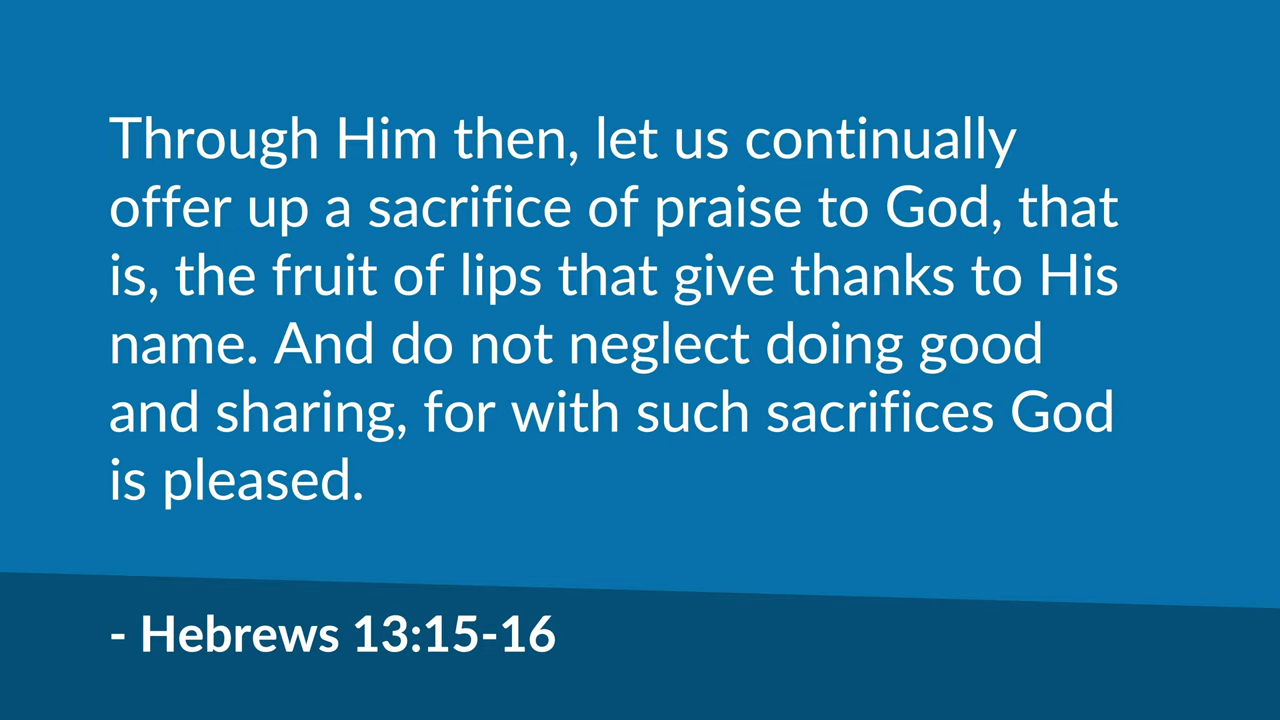 Through Him then, let us continually
offer up a sacrifice of praise to God, that
is, the fruit of lips that give thanks to His
name. And do not neglect doing good
and sharing, for with such sacrifices God
is pleased.
- Hebrews 13:15-16